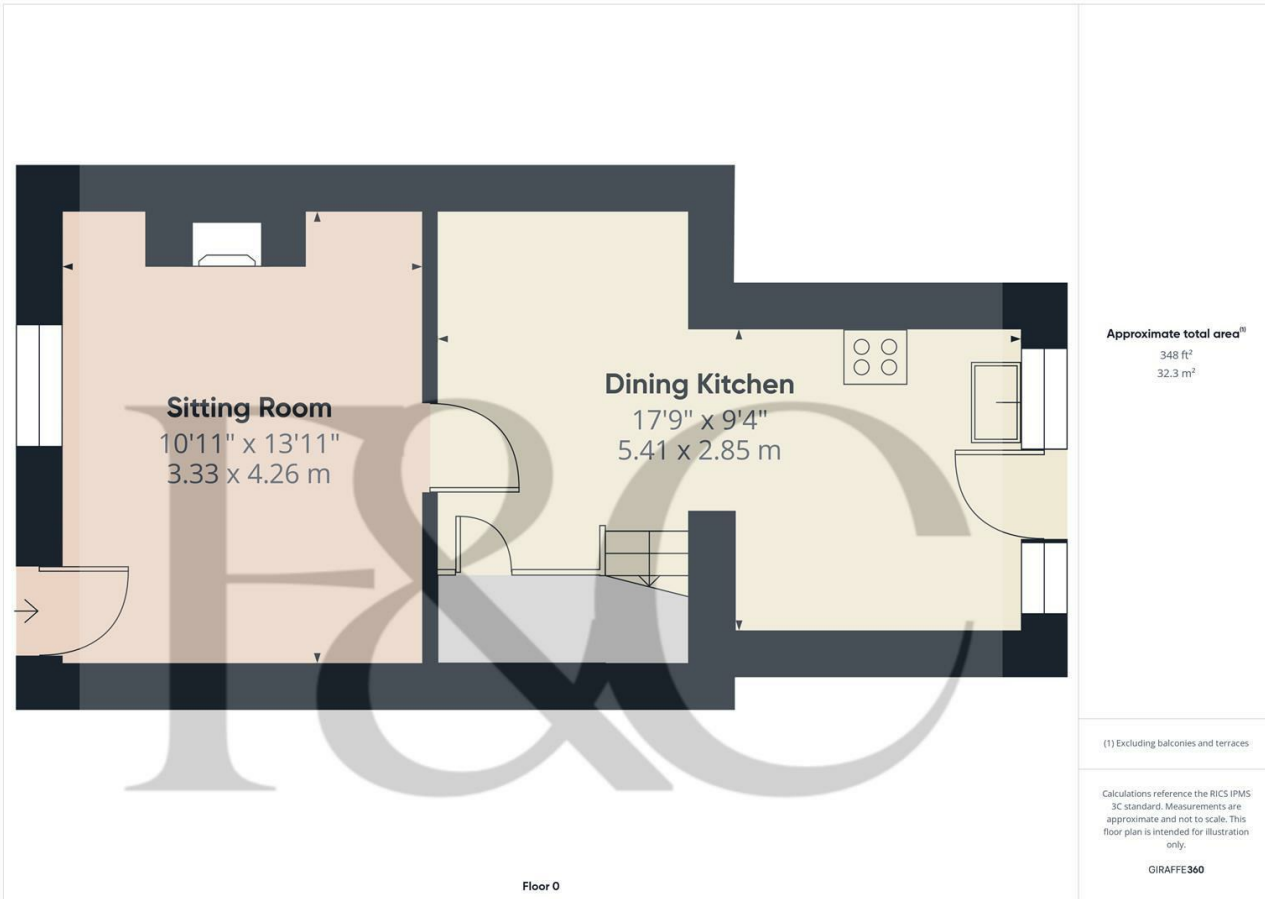 Sitting Room
10'11" x 13'11"
3.33 x 4.26 m
Dining Kitchen
17'9" x 9'4"
5.41 x 2.85 m
F&C
Floor 0
Approximate total area(1)
348 ft²
32.3 m²
(1) Excluding balconies and terraces
Calculations reference the RICS IPMS
3C standard. Measurements are
approximate and not to scale. This
floor plan is intended for illustration
only.
GIRAFFE360